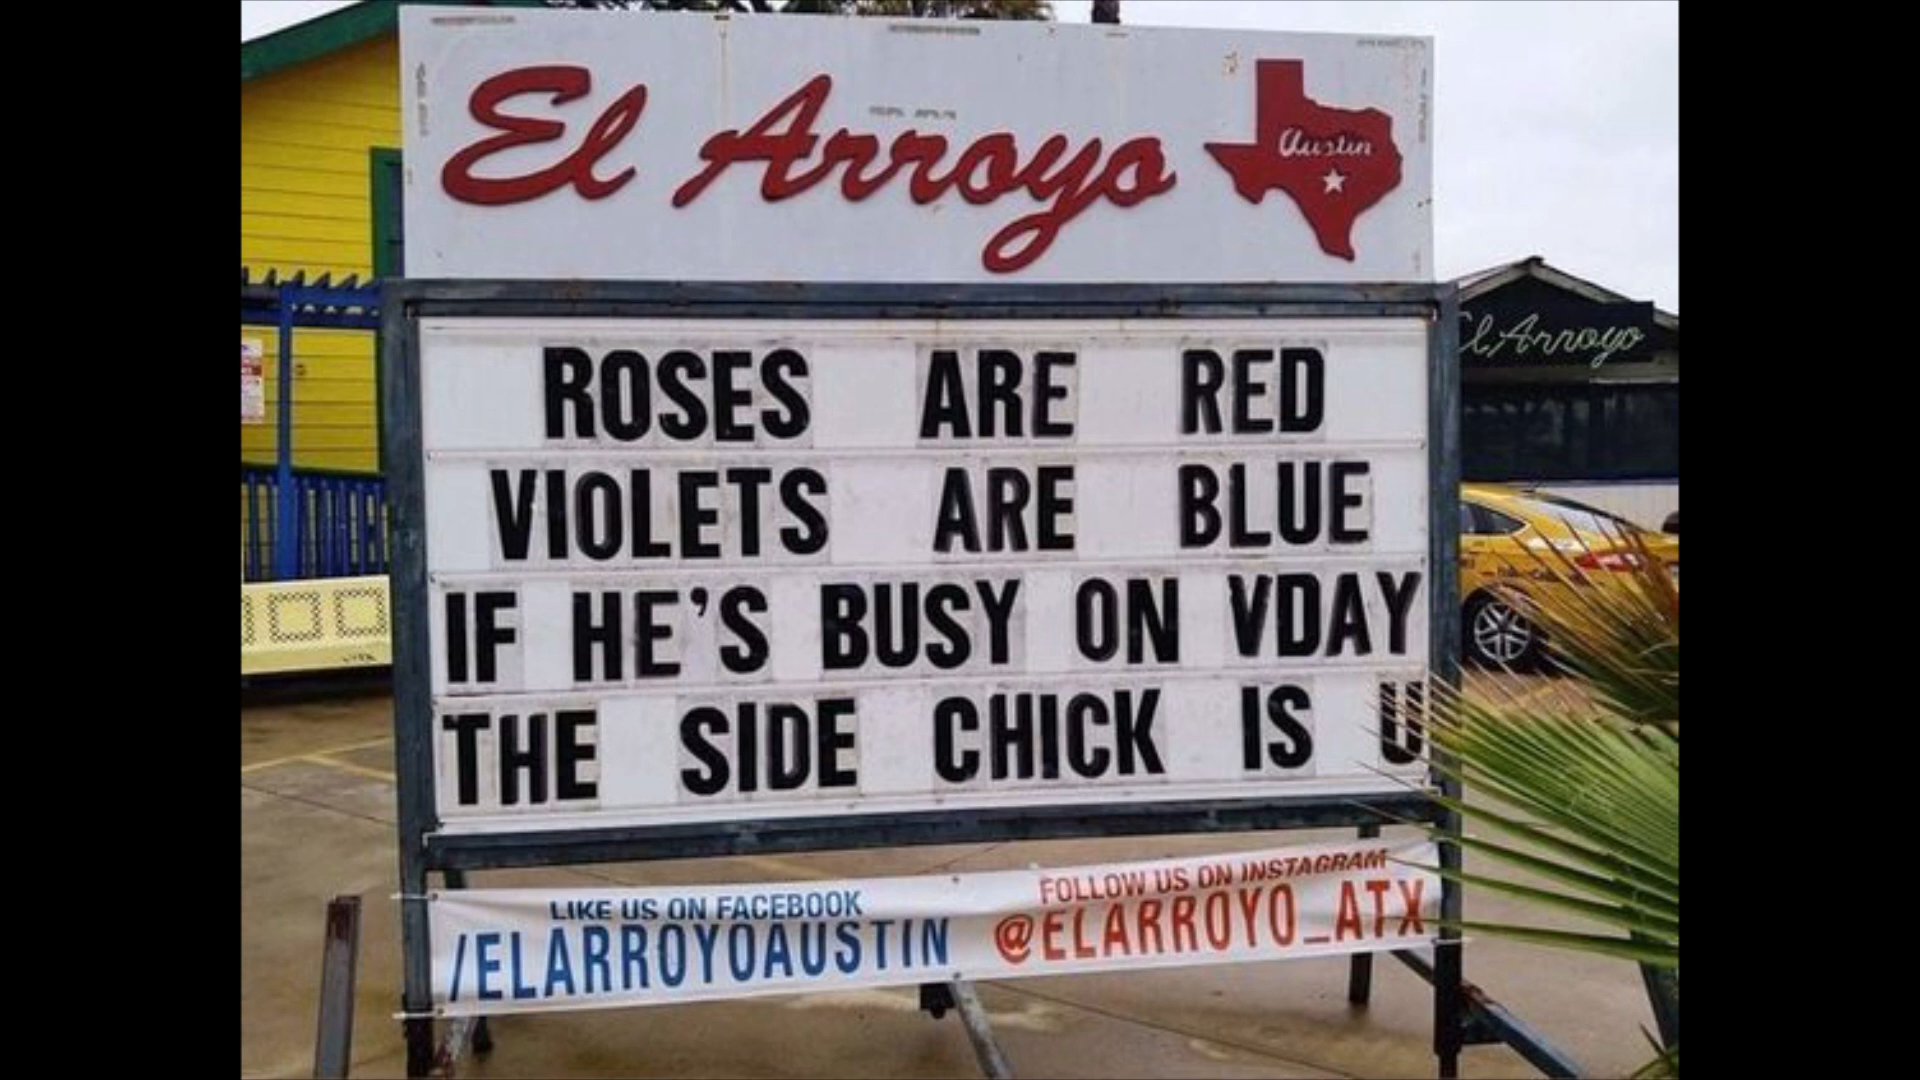 El Arroyo
Austin
El Arroyo
ROSES ARE RED
VIOLETS ARE BLUE
IF HE'S BUSY ON VDAY
THE SIDE CHICK IS U
LIKE US ON FACEBOOK
/ELARROYOAUSTIN
FOLLOW US ON INSTAGRAM
@ELARROYO_ATX